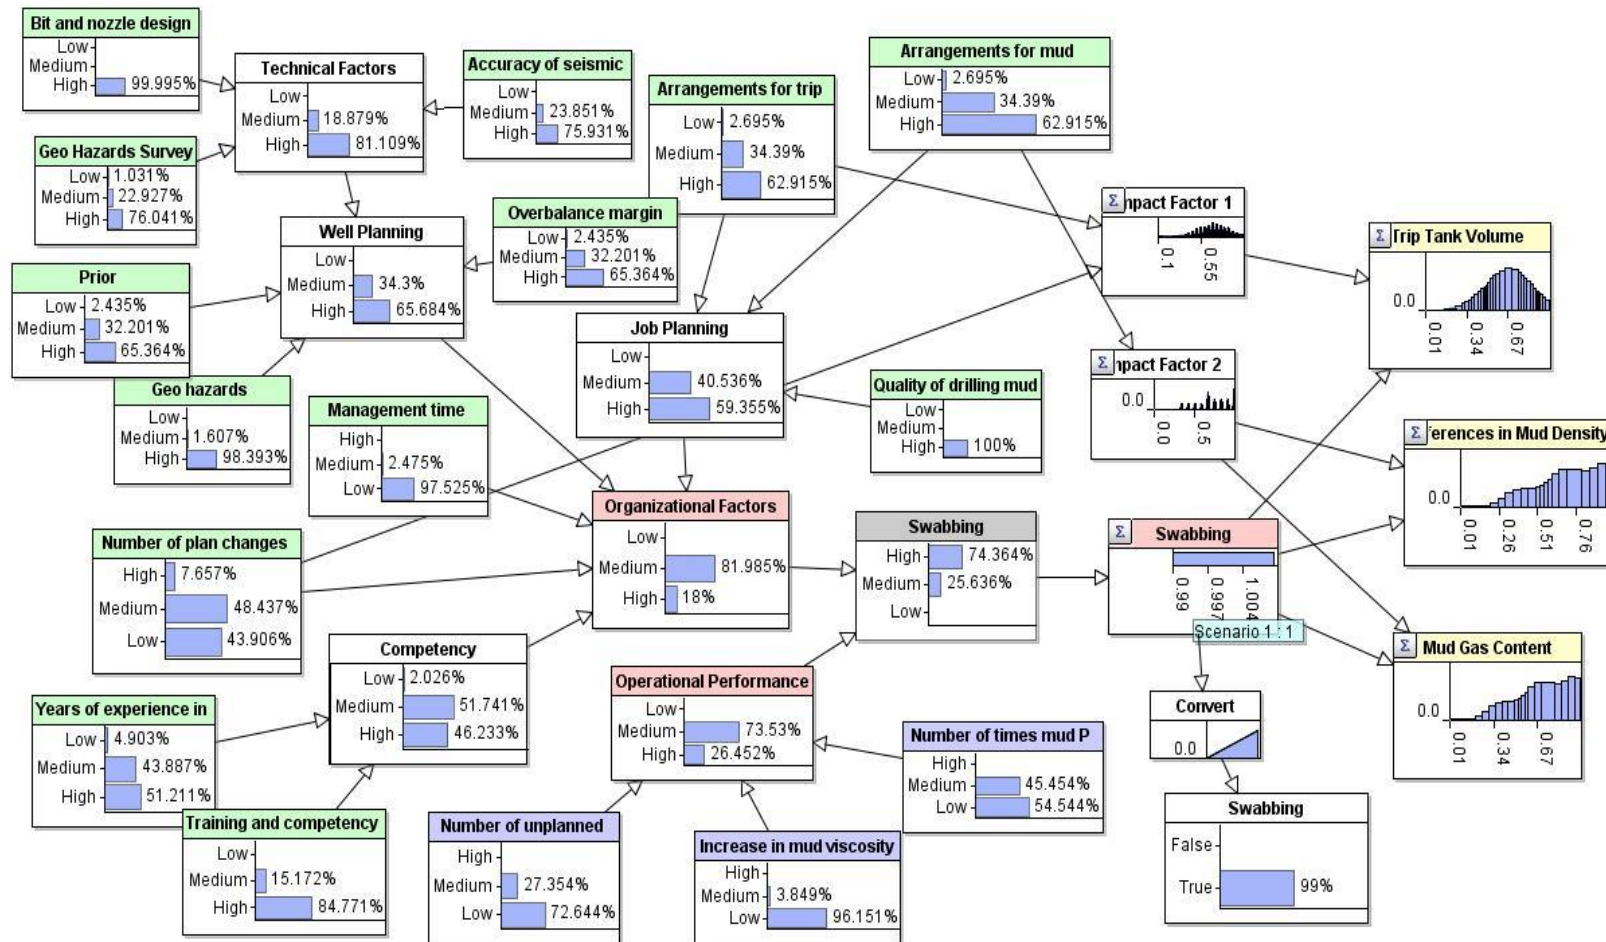 Bit and nozzle design
Low
Medium
High 99.995%
Technical Factors
Low
Medium 18.879%
High 81.109%
Accuracy of seismic
Low
Medium 23.851%
High 75.931%
Arrangements for trip
Low 2.695%
Medium 34.39%
High 62.915%
Arrangements for mud
Low 2.695%
Medium 34.39%
High 62.915%
Geo Hazards Survey
Low 1.031%
Medium 22.927%
High 76.041%
Well Planning
Low
Medium 34.3%
High 65.684%
Overbalance margin
Low 2.435%
Medium 32.201%
High 65.364%
Σ mpact Factor 1
0.1 0.55
Σ Trip Tank Volume
0.0
0.01 0.34 0.67
Prior
Low 2.435%
Medium 32.201%
High 65.364%
Job Planning
Low
Medium 40.536%
High 59.355%
Σ mpact Factor 2
0.0
0.0 0.5
Geo hazards
Low
Medium 1.607%
High 98.393%
Management time
High
Medium 2.475%
Low 97.525%
Quality of drilling mud
Low
Medium
High 100%
Σ ferences in Mud Density
0.0
0.01 0.26 0.51 0.76
Number of plan changes
High 7.657%
Medium 48.437%
Low 43.906%
Organizational Factors
Low
Medium 81.985%
High 18%
Swabbing
High 74.364%
Medium 25.636%
Low
Σ Swabbing
0.99 0.997 1.004
Scenario 1 : 1
Σ Mud Gas Content
0.0
0.01 0.34 0.67
Competency
Low 2.026%
Medium 51.741%
High 46.233%
Operational Performance
Low
Medium 73.53%
High 26.452%
Years of experience in
Low 4.903%
Medium 43.887%
High 51.211%
Number of times mud P
High
Medium 45.454%
Low 54.544%
Convert
0.0
Training and competency
Low
Medium 15.172%
High 84.771%
Number of unplanned
High
Medium 27.354%
Low 72.644%
Increase in mud viscosity
High
Medium 3.849%
Low 96.151%
Swabbing
False
True 99%